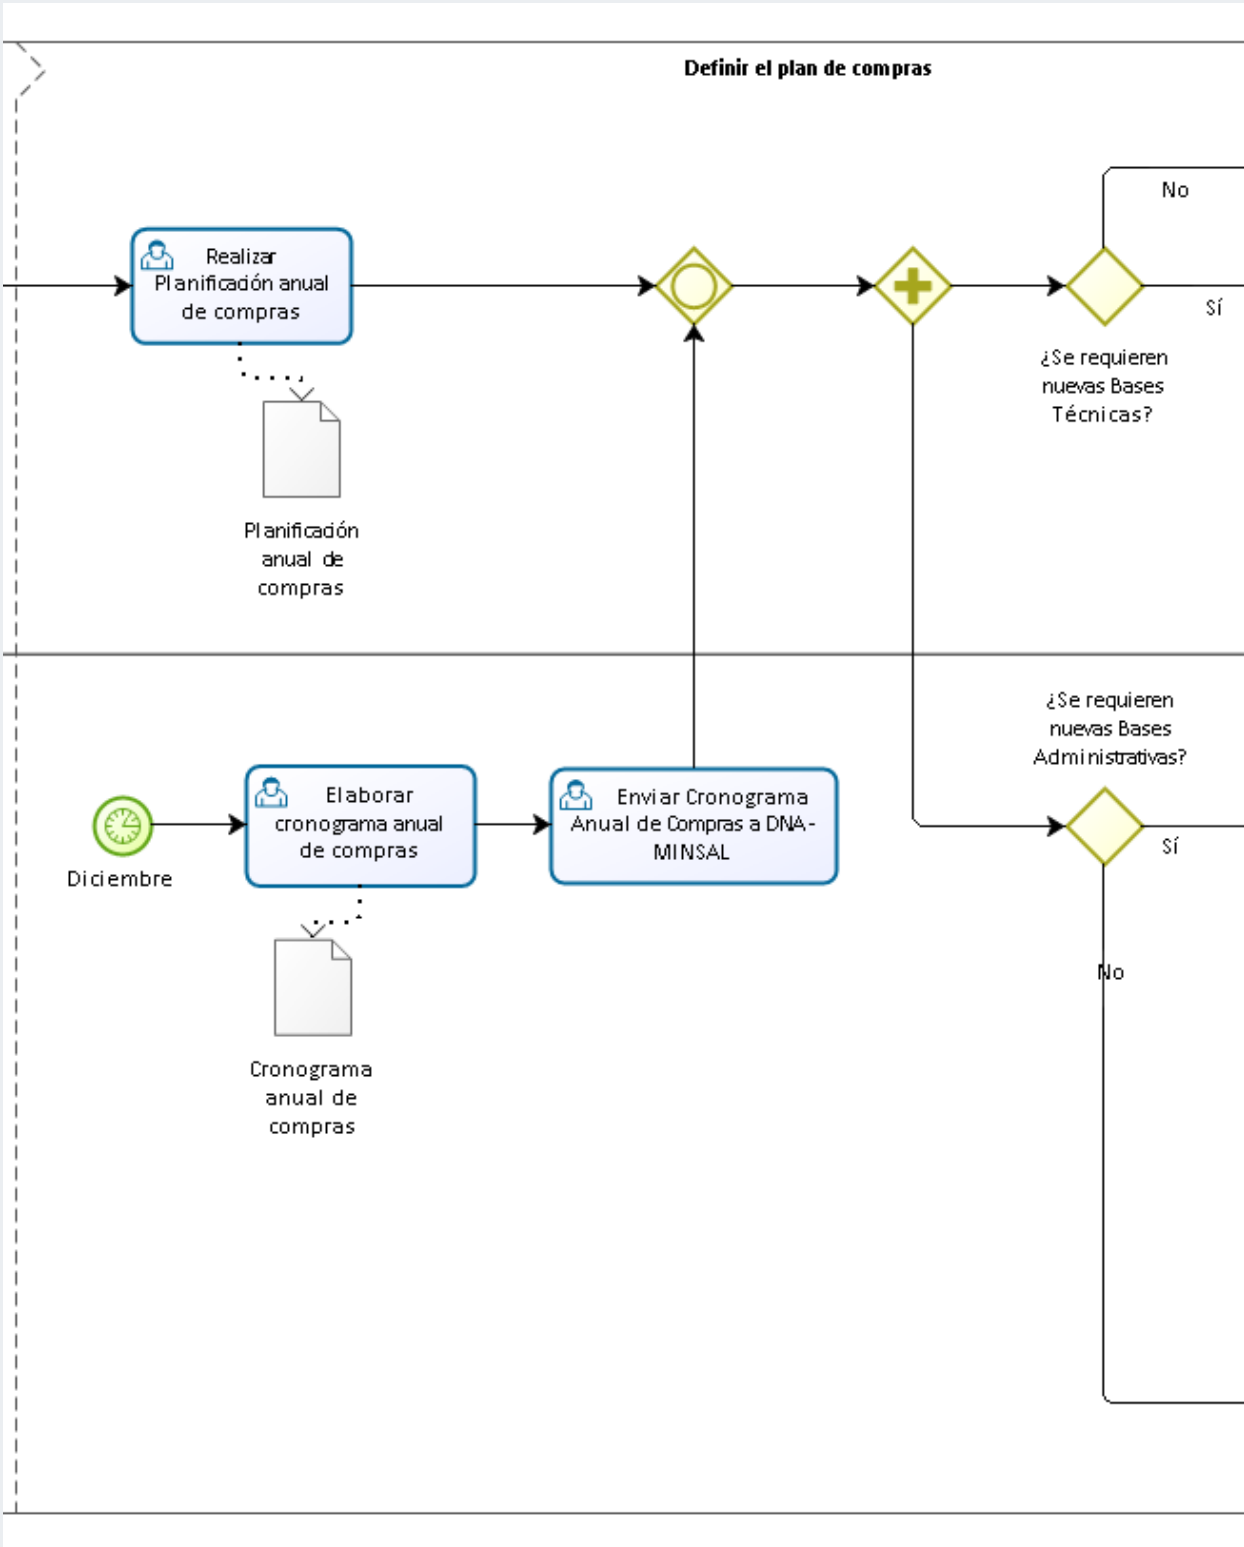 Definir el plan de compras
No
Realizar
Planificación anual
de compras
Sí
¿Se requieren
nuevas Bases
Técnicas?
Planificación
anual de
compras
¿Se requieren
nuevas Bases
Administrativas?
Elaborar
cronograma anual
de compras
Enviar Cronograma
Anual de Compras a DNA-
MINSAL
Sí
Diciembre
No
Cronograma
anual de
compras